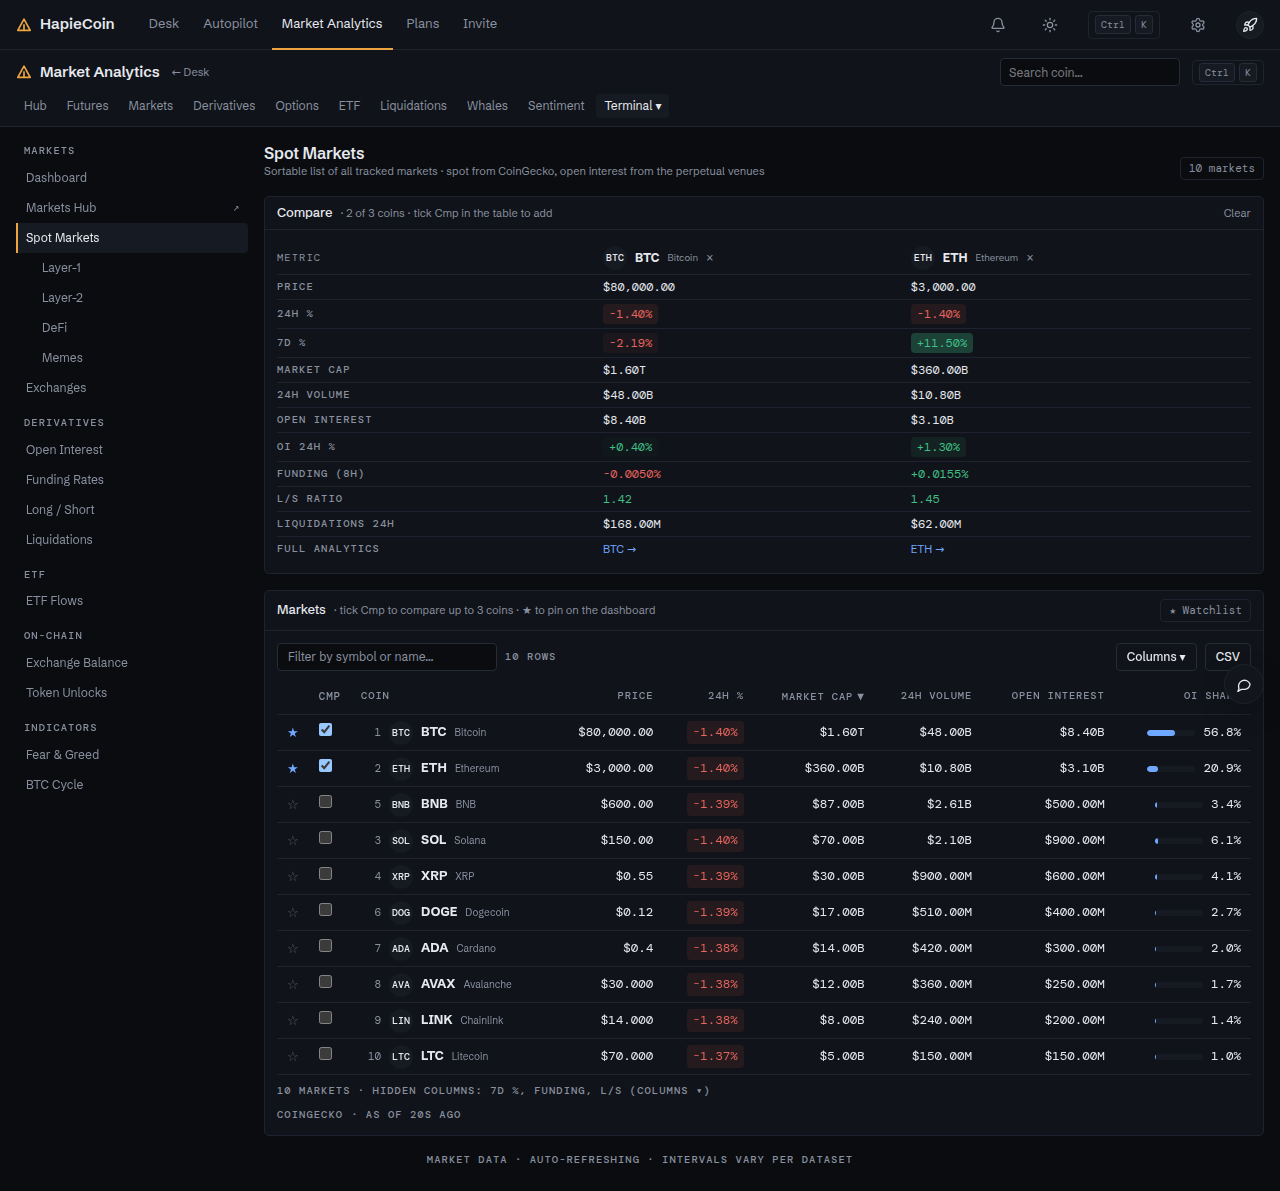 HapieCoin Desk Autopilot Market Analytics Plans Invite Ctrl K
Market Analytics ← Desk Search coin... Ctrl K
Hub Futures Markets Derivatives Options ETF Liquidations Whales Sentiment Terminal ▾
MARKETS
Dashboard
Markets Hub ↗
Spot Markets
Layer-1
Layer-2
DeFi
Memes
Exchanges
DERIVATIVES
Open Interest
Funding Rates
Long / Short
Liquidations
ETF
ETF Flows
ON-CHAIN
Exchange Balance
Token Unlocks
INDICATORS
Fear & Greed
BTC Cycle
Spot Markets
Sortable list of all tracked markets · spot from CoinGecko, open interest from the perpetual venues
10 markets
Compare · 2 of 3 coins · tick Cmp in the table to add Clear
METRIC BTC BTC Bitcoin × ETH ETH Ethereum ×
PRICE $80,000.00 $3,000.00
24H % -1.40% -1.40%
7D % -2.19% +11.50%
MARKET CAP $1.60T $360.00B
24H VOLUME $48.00B $10.80B
OPEN INTEREST $8.40B $3.10B
OI 24H % +0.40% +1.30%
FUNDING (8H) -0.0050% +0.0155%
L/S RATIO 1.42 1.45
LIQUIDATIONS 24H $168.00M $62.00M
FULL ANALYTICS BTC → ETH →
Markets · tick Cmp to compare up to 3 coins · ★ to pin on the dashboard ★ Watchlist
Filter by symbol or name... 10 ROWS Columns ▾ CSV
CMP COIN PRICE 24H % MARKET CAP ▼ 24H VOLUME OPEN INTEREST OI
★ 1 BTC BTC Bitcoin $80,000.00 -1.40% $1.60T $48.00B $8.40B 56.8%
★ 2 ETH ETH Ethereum $3,000.00 -1.40% $360.00B $10.80B $3.10B 20.9%
☆ 5 BNB BNB BNB $600.00 -1.39% $87.00B $2.61B $500.00M 3.4%
☆ 3 SOL SOL Solana $150.00 -1.40% $70.00B $2.10B $900.00M 6.1%
☆ 4 XRP XRP XRP $0.55 -1.39% $30.00B $900.00M $600.00M 4.1%
☆ 6 DOG DOGE Dogecoin $0.12 -1.39% $17.00B $510.00M $400.00M 2.7%
☆ 7 ADA ADA Cardano $0.4 -1.38% $14.00B $420.00M $300.00M 2.0%
☆ 8 AVA AVAX Avalanche $30.000 -1.38% $12.00B $360.00M $250.00M 1.7%
☆ 9 LIN LINK Chainlink $14.000 -1.38% $8.00B $240.00M $200.00M 1.4%
☆ 10 LTC LTC Litecoin $70.000 -1.37% $5.00B $150.00M $150.00M 1.0%
10 MARKETS · HIDDEN COLUMNS: 7D %, FUNDING, L/S (COLUMNS ▾)
COINGECKO · AS OF 20S AGO
MARKET DATA · AUTO-REFRESHING · INTERVALS VARY PER DATASET